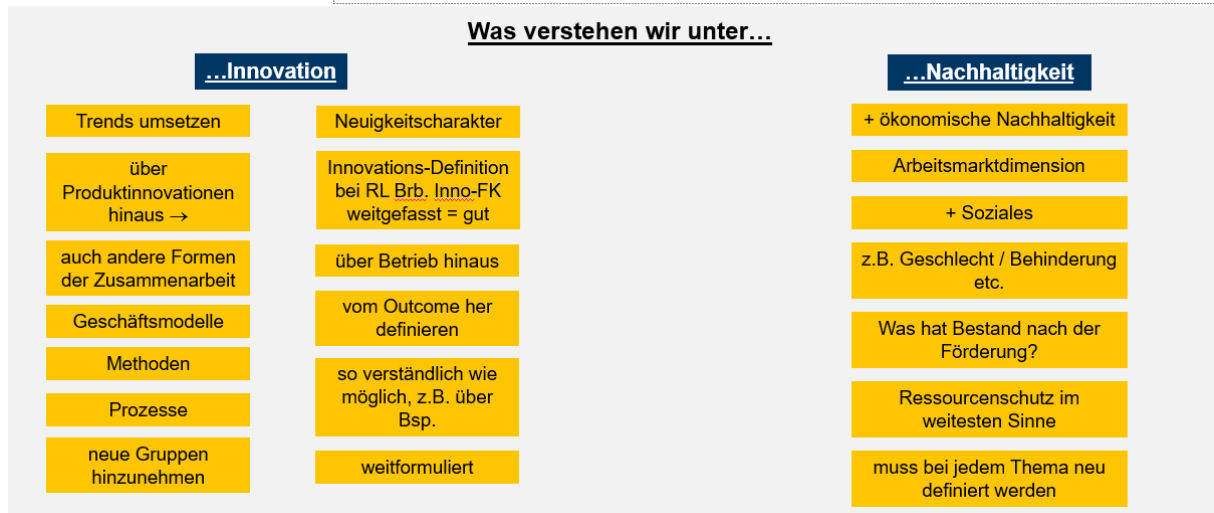 Was verstehen wir unter…
…Innovation
Trends umsetzen
über
Produktinnovationen
hinaus →
auch andere Formen
der Zusammenarbeit
Geschäftsmodelle
Methoden
Prozesse
neue Gruppen
hinzunehmen
Neuigkeitscharakter
Innovations-Definition
bei RL Brb. Inno-FK
weitgefasst = gut
über Betrieb hinaus
vom Outcome her
definieren
so verständlich wie
möglich, z.B. über
Bsp.
weitformuliert
…Nachhaltigkeit
+ ökonomische Nachhaltigkeit
Arbeitsmarktdimension
+ Soziales
z.B. Geschlecht / Behinderung
etc.
Was hat Bestand nach der
Förderung?
Ressourcenschutz im
weitesten Sinne
muss bei jedem Thema neu
definiert werden